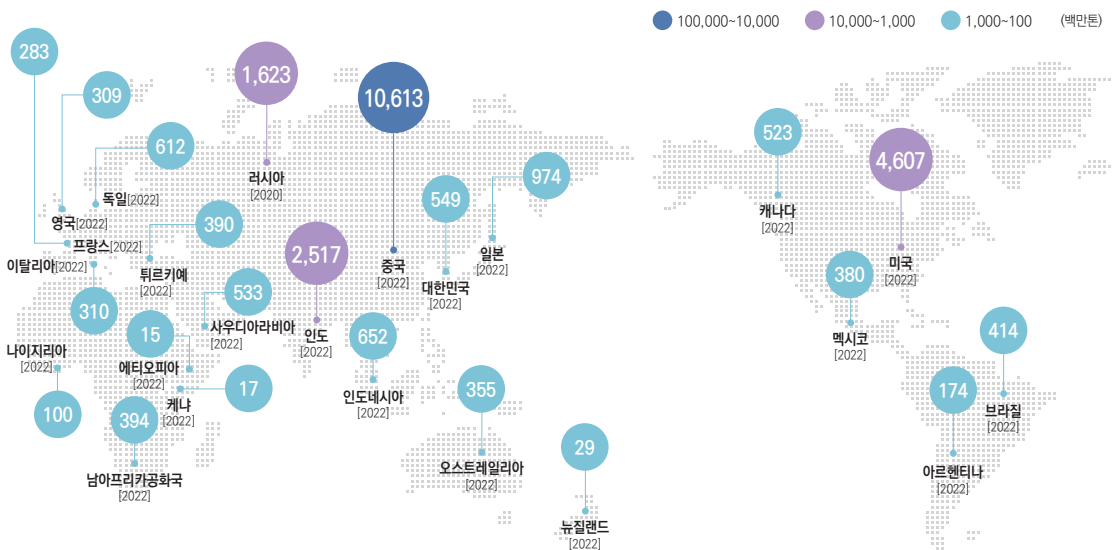 100,000~10,000 10,000~1,000 1,000~100 (백만톤)
283
309
612
1,623
10,613
974
549
390
2,517
533
310
15
652
17
100
394
355
29
523
4,607
380
414
174
독일[2022]
영국[2022]
프랑스[2022]
이탈리아[2022]
튀르키예
[2022]
러시아
[2020]
중국
[2022]
대한민국
[2022]
일본
[2022]
사우디아라비아
[2022]
인도
[2022]
나이지리아
[2022]
에티오피아
[2022]
케냐
[2022]
인도네시아
[2022]
남아프리카공화국
[2022]
오스트레일리아
[2022]
뉴질랜드
[2022]
캐나다
[2022]
미국
[2022]
멕시코
[2022]
브라질
[2022]
아르헨티나
[2022]